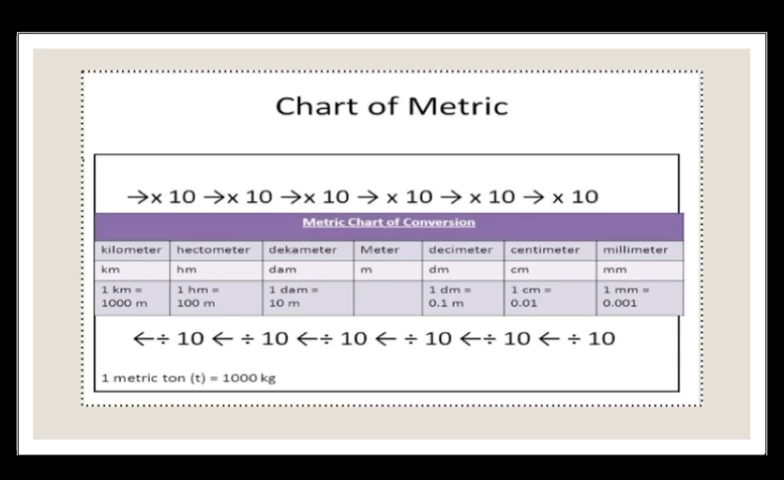 Chart of Metric
→x 10 →x 10 →x 10 → x 10 → x 10 → x 10
Metric Chart of Conversion
kilometer hectometer dekameter Meter decimeter centimeter millimeter
km hm dam m dm cm mm
1 km = 1 hm = 1 dam = 1 dm = 1 cm = 1 mm =
1000 m 100 m 10 m 0.1 m 0.01 0.001
←÷ 10 ← ÷ 10 ←÷ 10 ← ÷ 10 ←÷ 10 ← ÷ 10
1 metric ton (t) = 1000 kg